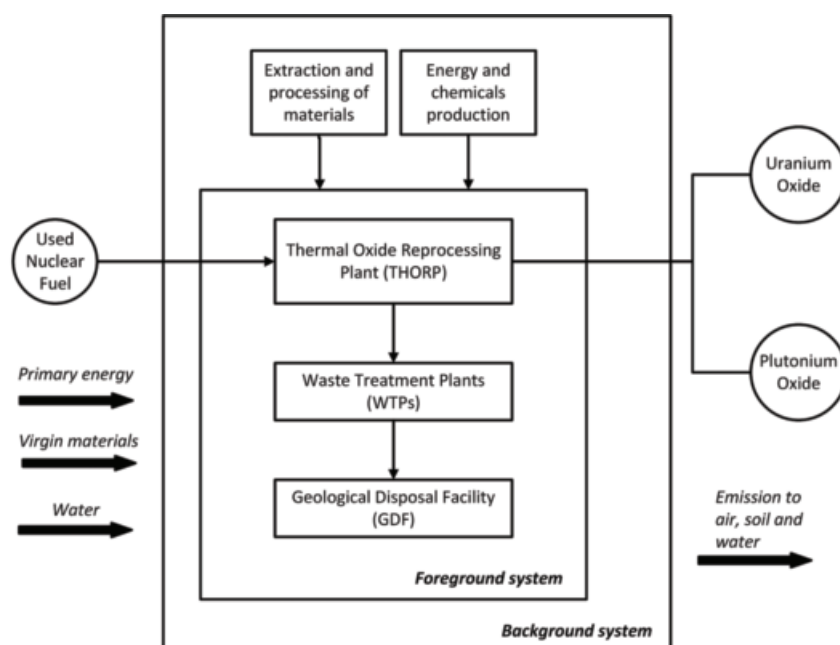 Extraction and
processing of
materials
Energy and
chemicals
production
Uranium
Oxide
Used
Nuclear
Fuel
Thermal Oxide Reprocessing
Plant (THORP)
Primary energy
Waste Treatment Plants
(WTPs)
Plutonium
Oxide
Virgin materials
Water
Geological Disposal Facility
(GDF)
Emission to
air, soil and
water
Foreground system
Background system